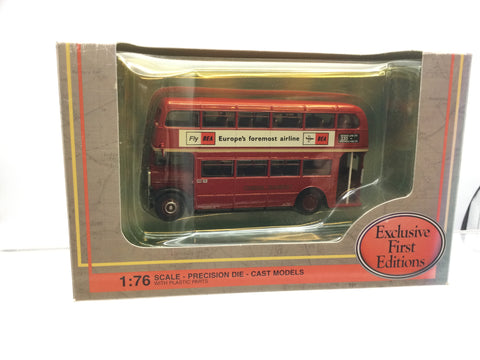 Fly BEA Europe's foremost airline BEA
Exclusive
First
Editions
1:76 SCALE - PRECISION DIE - CAST MODELS
WITH PLASTIC PARTS